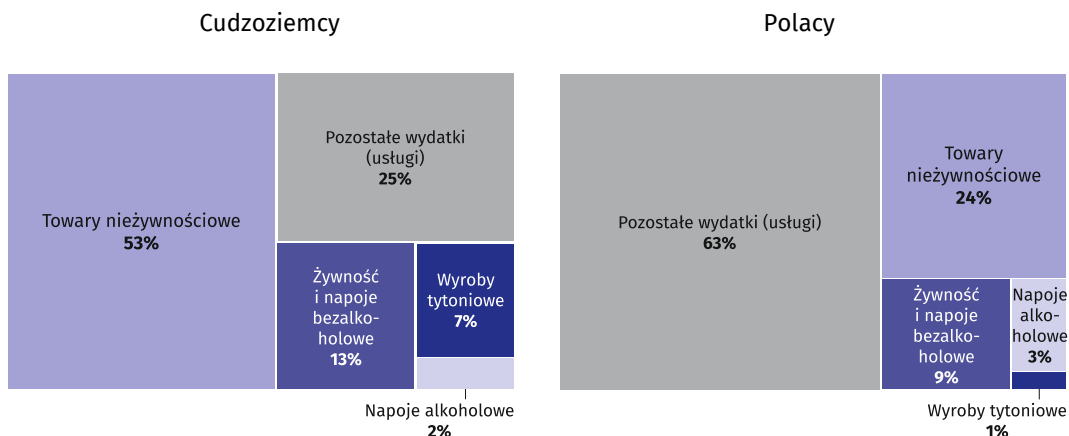 Cudzoziemcy
Towary nieżywnościowe
53%
Pozostałe wydatki
(usługi)
25%
Żywność
i napoje
bezalko-
holowe
13%
Wyroby
tytoniowe
7%
Napoje alkoholowe
2%
Polacy
Pozostałe wydatki (usługi)
63%
Towary
nieżywnościowe
24%
Żywność
i napoje
bezalko-
holowe
9%
Napoje
alko-
holowe
3%
Wyroby tytoniowe
1%